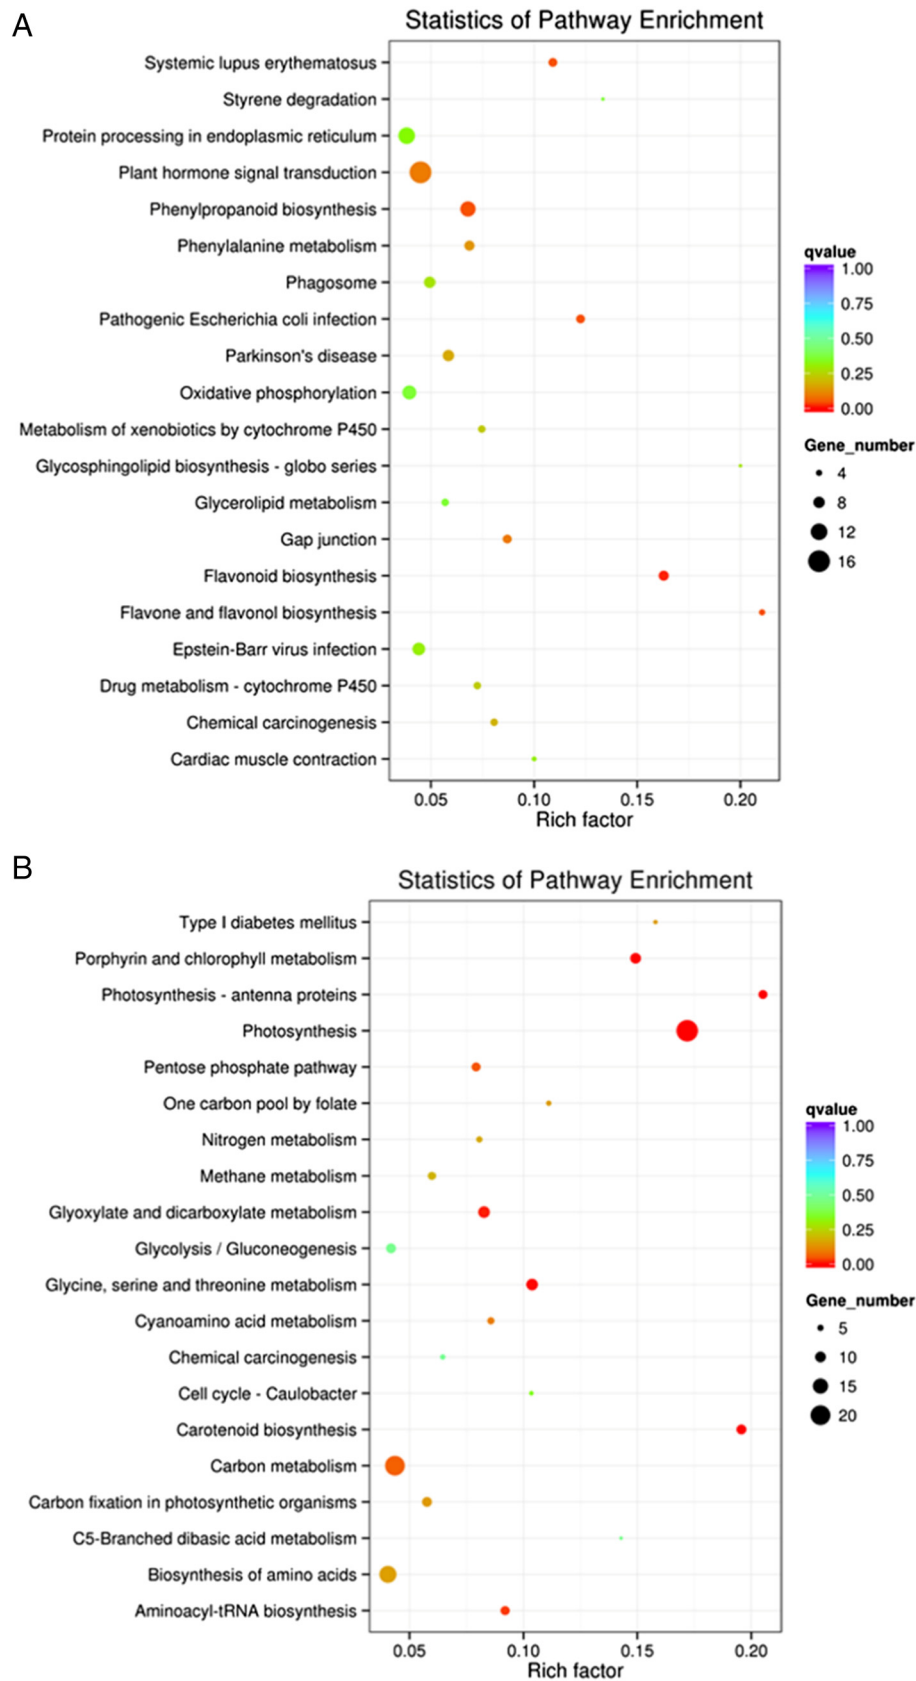 A
Statistics of Pathway Enrichment
Systemic lupus erythematosus
Styrene degradation
Protein processing in endoplasmic reticulum
Plant hormone signal transduction
Phenylpropanoid biosynthesis
Phenylalanine metabolism
Phagosome
Pathogenic Escherichia coli infection
Parkinson's disease
Oxidative phosphorylation
Metabolism of xenobiotics by cytochrome P450
Glycosphingolipid biosynthesis - globo series
Glycerolipid metabolism
Gap junction
Flavonoid biosynthesis
Flavone and flavonol biosynthesis
Epstein-Barr virus infection
Drug metabolism - cytochrome P450
Chemical carcinogenesis
Cardiac muscle contraction
0.05 0.10 0.15 0.20
Rich factor
qvalue
1.00
0.75
0.50
0.25
0.00
Gene_number
4
8
12
16
B
Statistics of Pathway Enrichment
Type I diabetes mellitus
Porphyrin and chlorophyll metabolism
Photosynthesis - antenna proteins
Photosynthesis
Pentose phosphate pathway
One carbon pool by folate
Nitrogen metabolism
Methane metabolism
Glyoxylate and dicarboxylate metabolism
Glycolysis / Gluconeogenesis
Glycine, serine and threonine metabolism
Cyanoamino acid metabolism
Chemical carcinogenesis
Cell cycle - Caulobacter
Carotenoid biosynthesis
Carbon metabolism
Carbon fixation in photosynthetic organisms
C5-Branched dibasic acid metabolism
Biosynthesis of amino acids
Aminoacyl-tRNA biosynthesis
0.05 0.10 0.15 0.20
Rich factor
qvalue
1.00
0.75
0.50
0.25
0.00
Gene_number
5
10
15
20